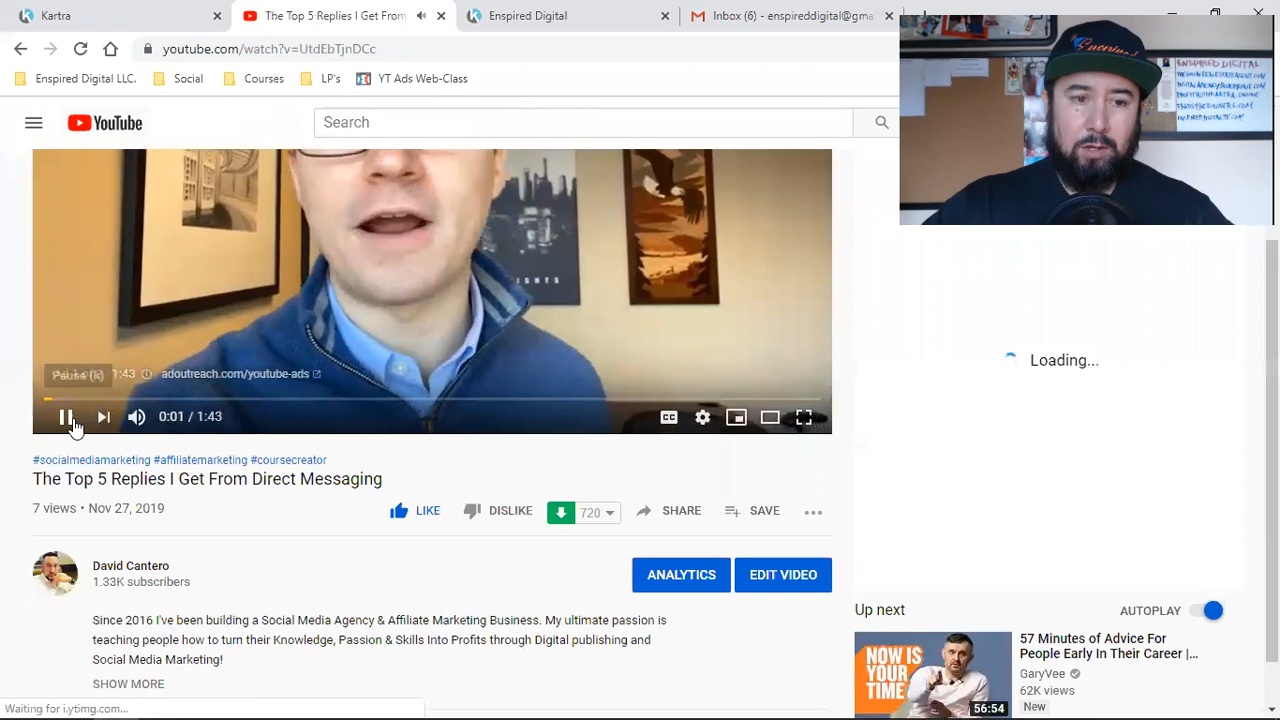 Kartra
The Top 5 Replies I Get From
Enspired Digital
Inbox (6) - enspireddigital@gma
youtube.com/watch?v=UtdEbTjnDCc
Enspired Digital LLC.
Social
Courses
LP's
YT Ads Web-Class
YouTube
Search
ENSPIRED DIGITAL
Loading...
HTS
Pause (k)
1:43
adoutreach.com/youtube-ads
0:01 / 1:43
CC
#socialmediamarketing #affiliatemarketing #coursecreator
The Top 5 Replies I Get From Direct Messaging
7 views • Nov 27, 2019
LIKE
DISLIKE
720
SHARE
SAVE
David Cantero
1.33K subscribers
ANALYTICS
EDIT VIDEO
Since 2016 I've been building a Social Media Agency & Affiliate Marketing Business. My ultimate passion is
teaching people how to turn their Knowledge, Passion & Skills Into Profits through Digital publishing and
Social Media Marketing!
SHOW MORE
Up next
AUTOPLAY
NOW IS
YOUR
TIME
56:54
57 Minutes of Advice For
People Early In Their Career |...
GaryVee
62K views
New
Waiting for i.ytimg.com...